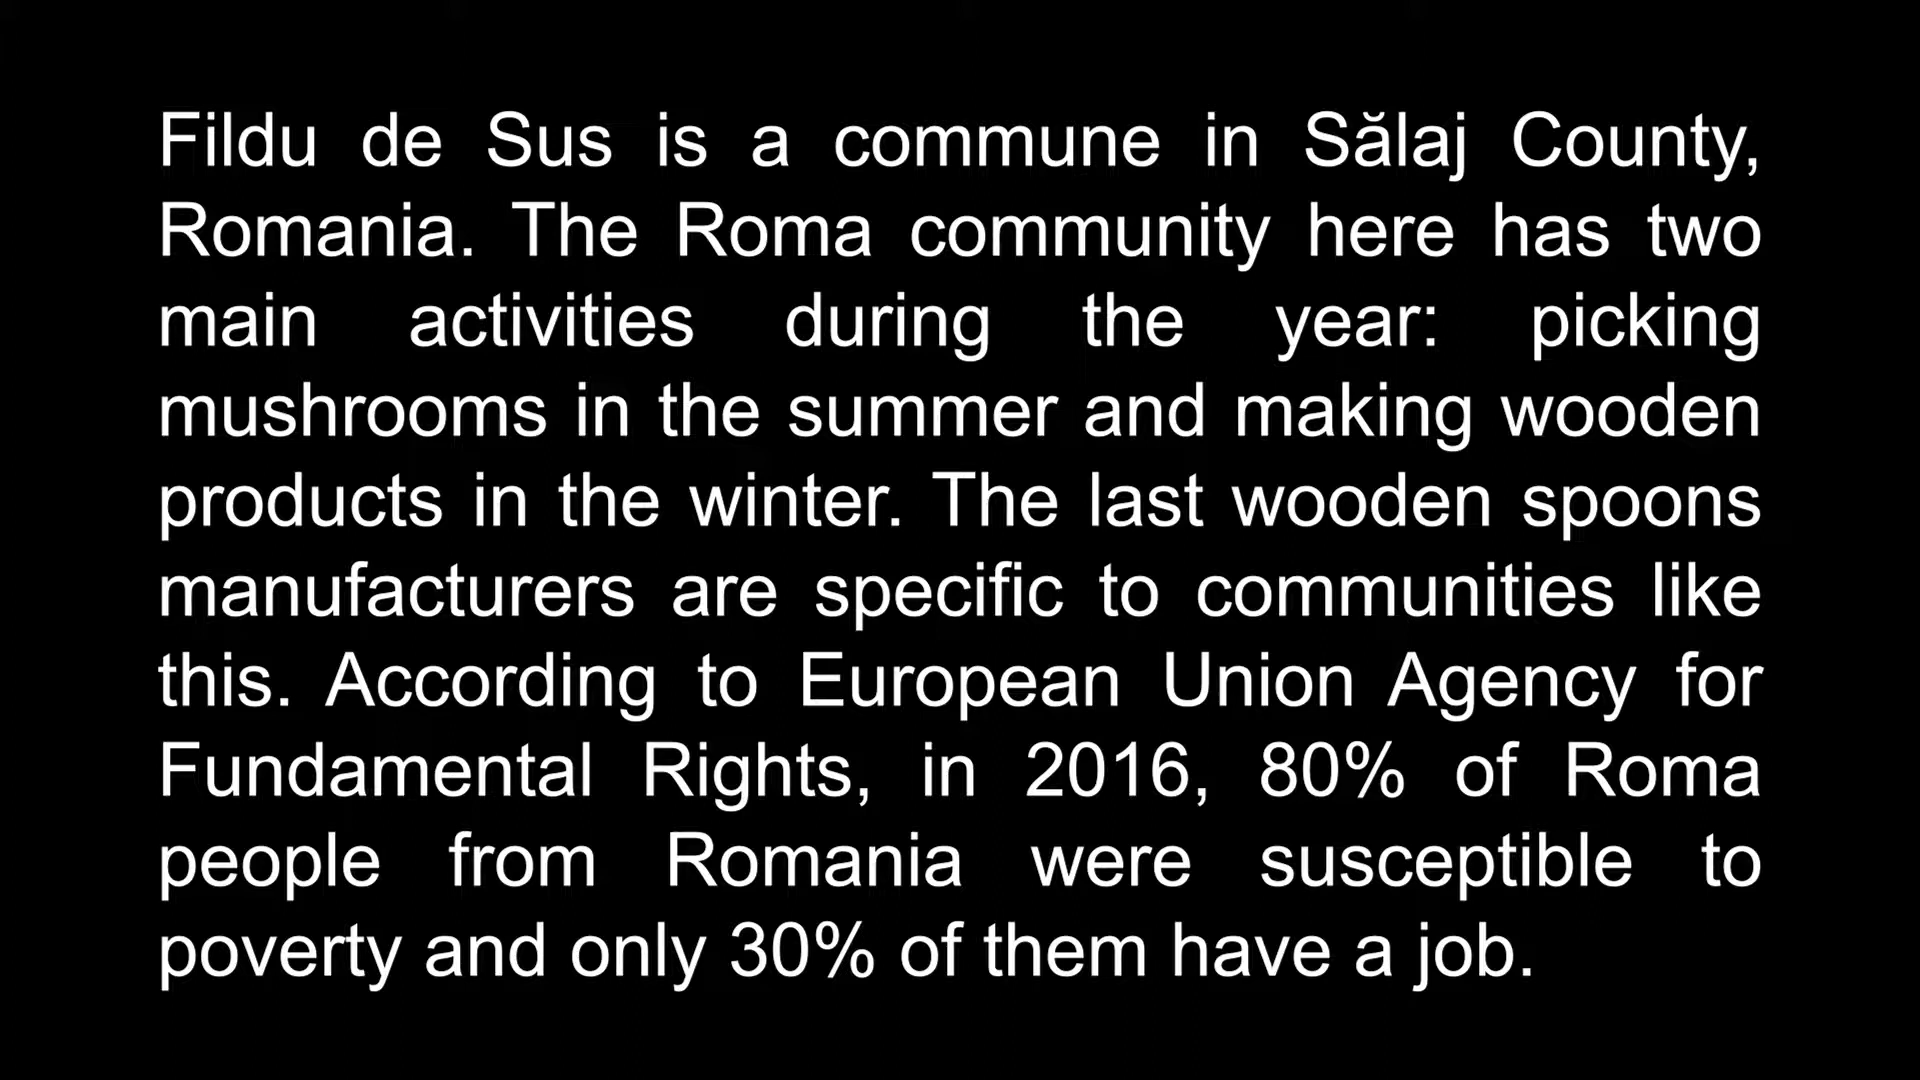 Fildu de Sus is a commune in Sălaj County,
Romania. The Roma community here has two
main activities during the year: picking
mushrooms in the summer and making wooden
products in the winter. The last wooden spoons
manufacturers are specific to communities like
this. According to European Union Agency for
Fundamental Rights, in 2016, 80% of Roma
people from Romania were susceptible to
poverty and only 30% of them have a job.